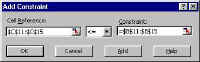 Add Constraint
Cell Reference:
Constraint:
$C$11:$C$15
<=
=$B$11:$B$15
OK
Cancel
Add
Help